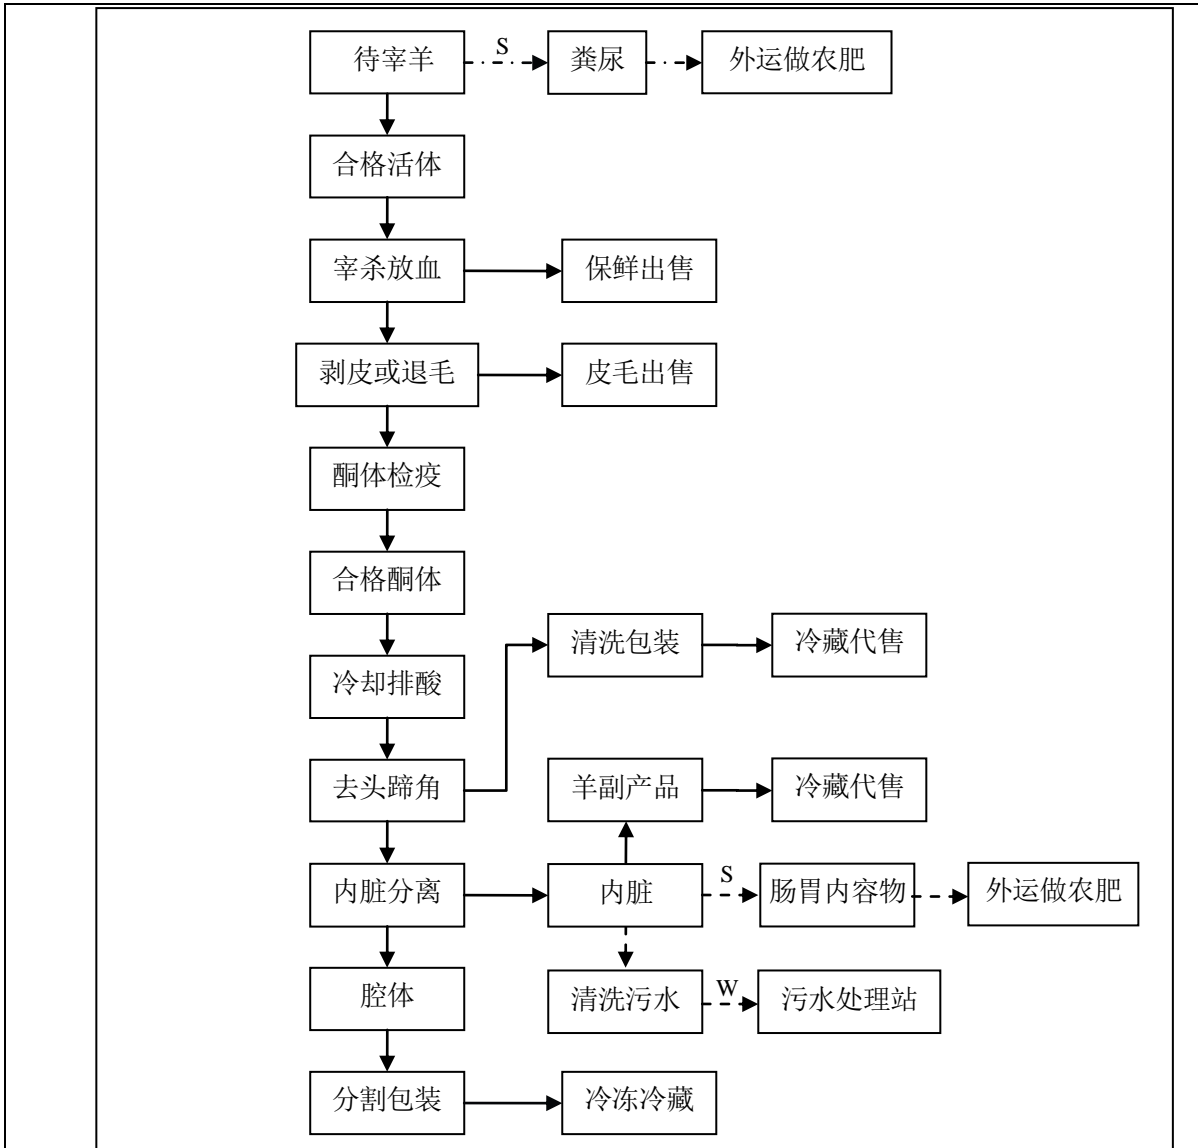 待宰羊
S
粪尿
外运做农肥
合格活体
宰杀放血
保鲜出售
剥皮或退毛
皮毛出售
酮体检疫
合格酮体
清洗包装
冷藏代售
冷却排酸
去头蹄角
羊副产品
冷藏代售
内脏分离
内脏
S
肠胃内容物
外运做农肥
腔体
清洗污水
W
污水处理站
分割包装
冷冻冷藏